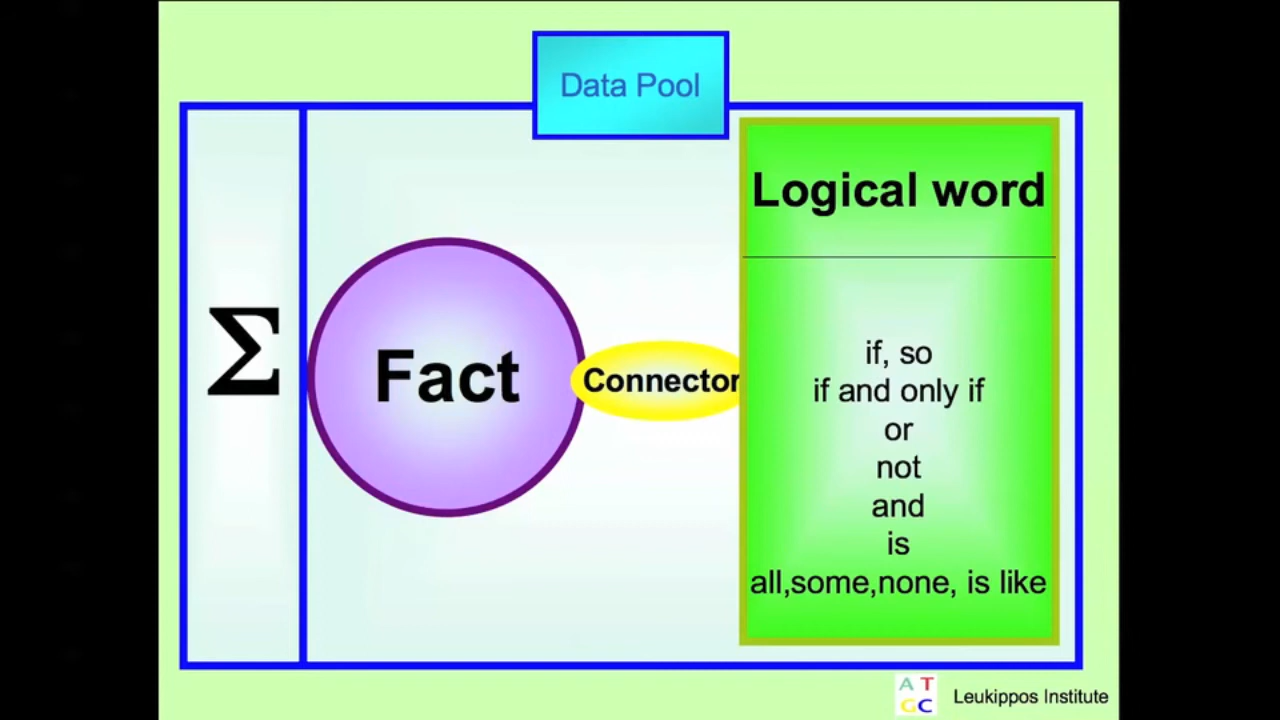 Data Pool
Σ
Fact
Connector
Logical word
if, so
if and only if
or
not
and
is
all,some,none, is like
A T
G C
Leukippos Institute